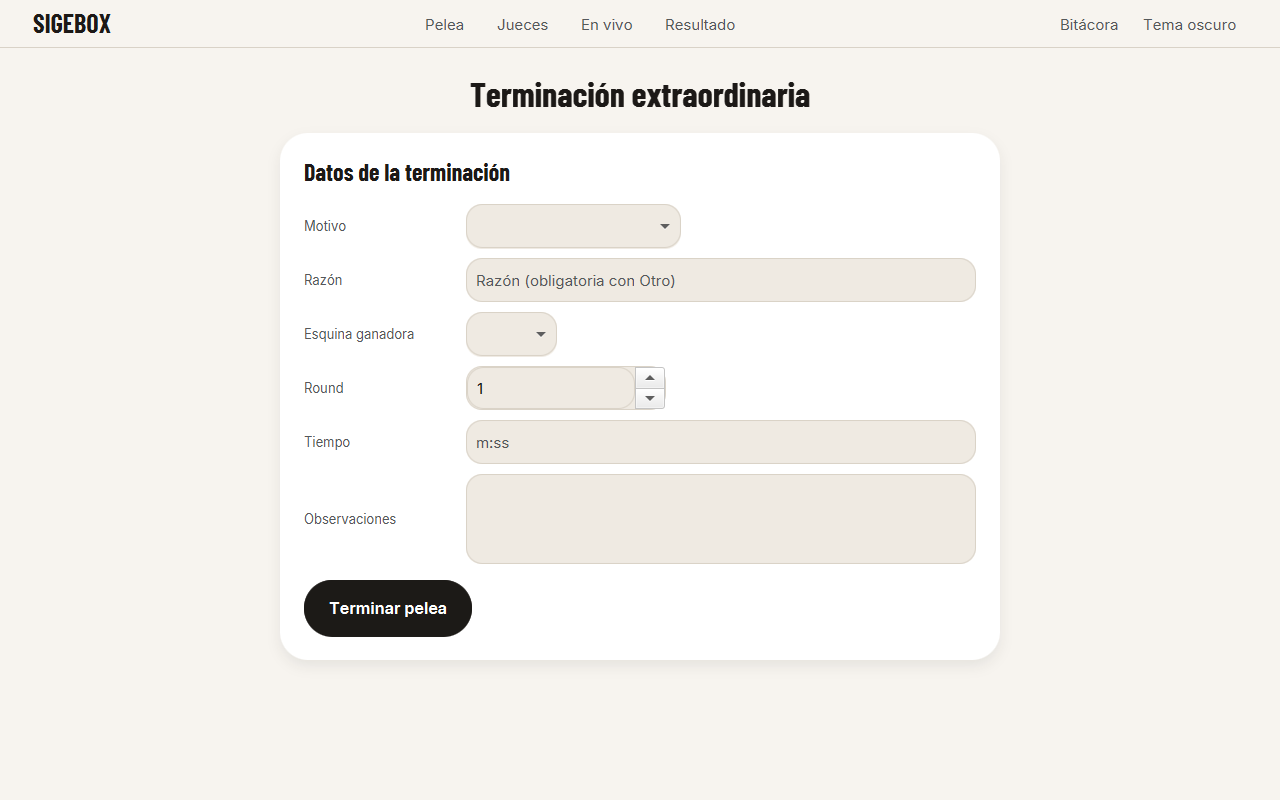 SIGEBOX Pelea Jueces En vivo Resultado Bitácora Tema oscuro
Terminación extraordinaria
Datos de la terminación
Motivo
Razón Razón (obligatoria con Otro)
Esquina ganadora
Round 1
Tiempo m:ss
Observaciones
Terminar pelea